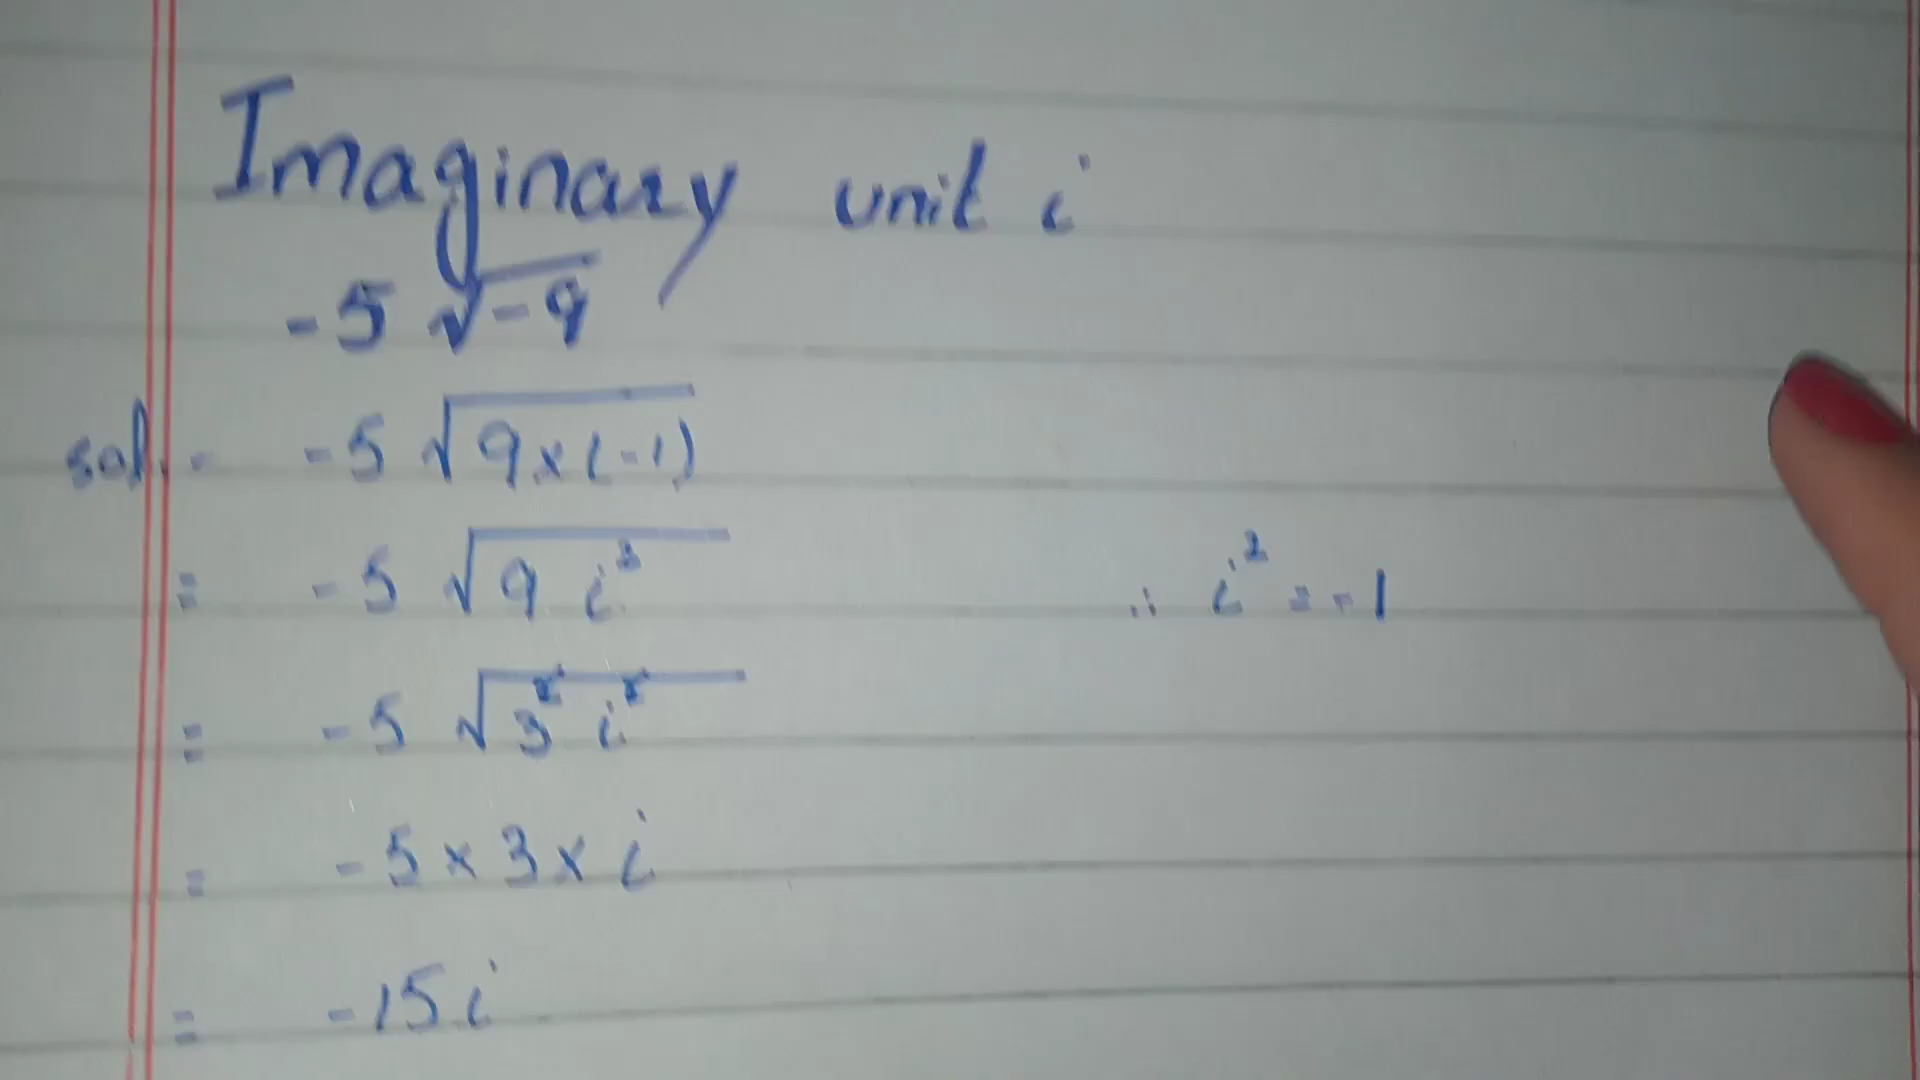 Imaginary unit i
-5 √-9
sol. - -5 √9×(-1)
= -5 √9 i² ∴ i² = -1
= -5 √3² i²
= -5 × 3 × i
= -15 i